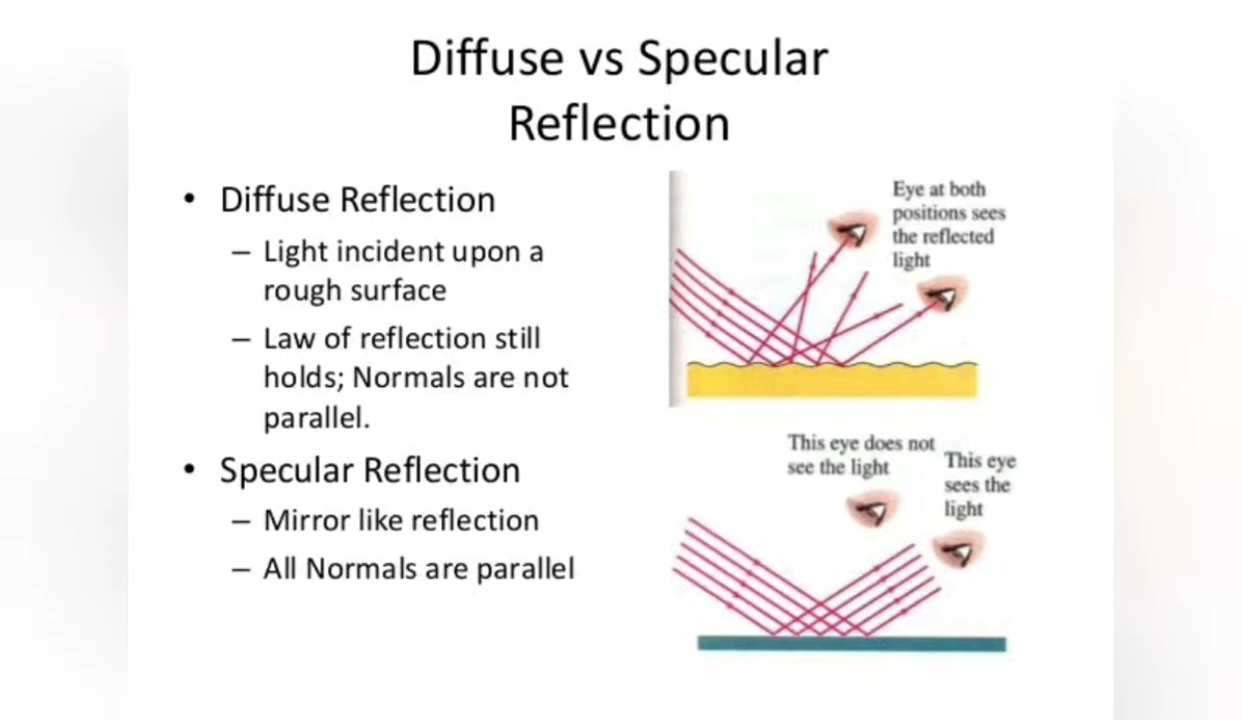 Diffuse vs Specular
Reflection
• Diffuse Reflection
– Light incident upon a
rough surface
– Law of reflection still
holds; Normals are not
parallel.
• Specular Reflection
– Mirror like reflection
– All Normals are parallel
Eye at both
positions sees
the reflected
light
This eye does not
see the light
This eye
sees the
light